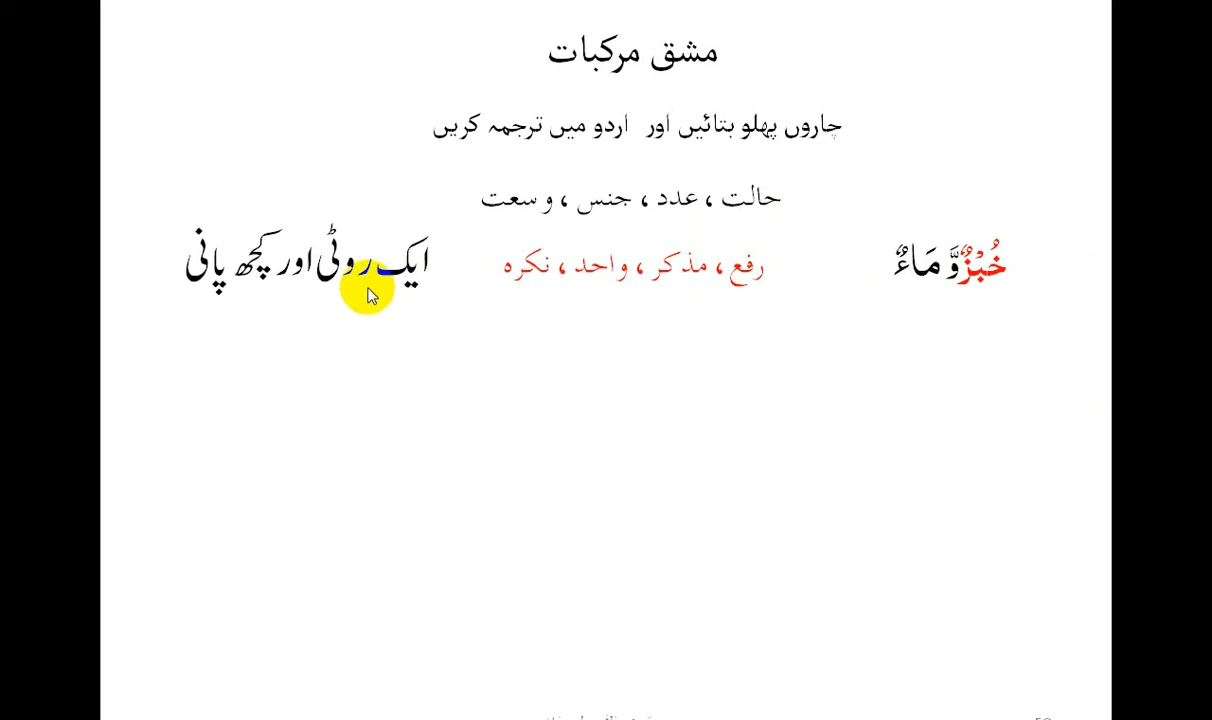 مشق مرکبات
چاروں پہلو بتائیں اور اردو میں ترجمہ کریں
حالت ، عدد ، جنس ، وسعت
خُبْزٌ وَّ مَاءٌ رفع ، مذکر ، واحد ، نکرہ ایک روٹی اور کچھ پانی